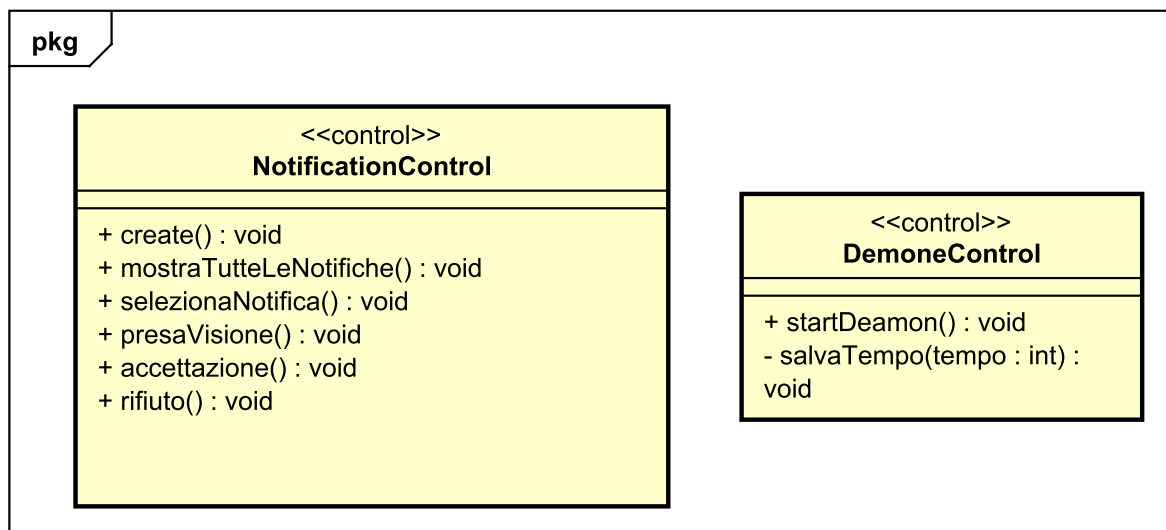 pkg
<<control>>
NotificationControl
+ create() : void
+ mostraTutteLeNotifiche() : void
+ selezionaNotifica() : void
+ presaVisione() : void
+ accettazione() : void
+ rifiuto() : void
<<control>>
DemoneControl
+ startDeamon() : void
- salvaTempo(tempo : int) :
void